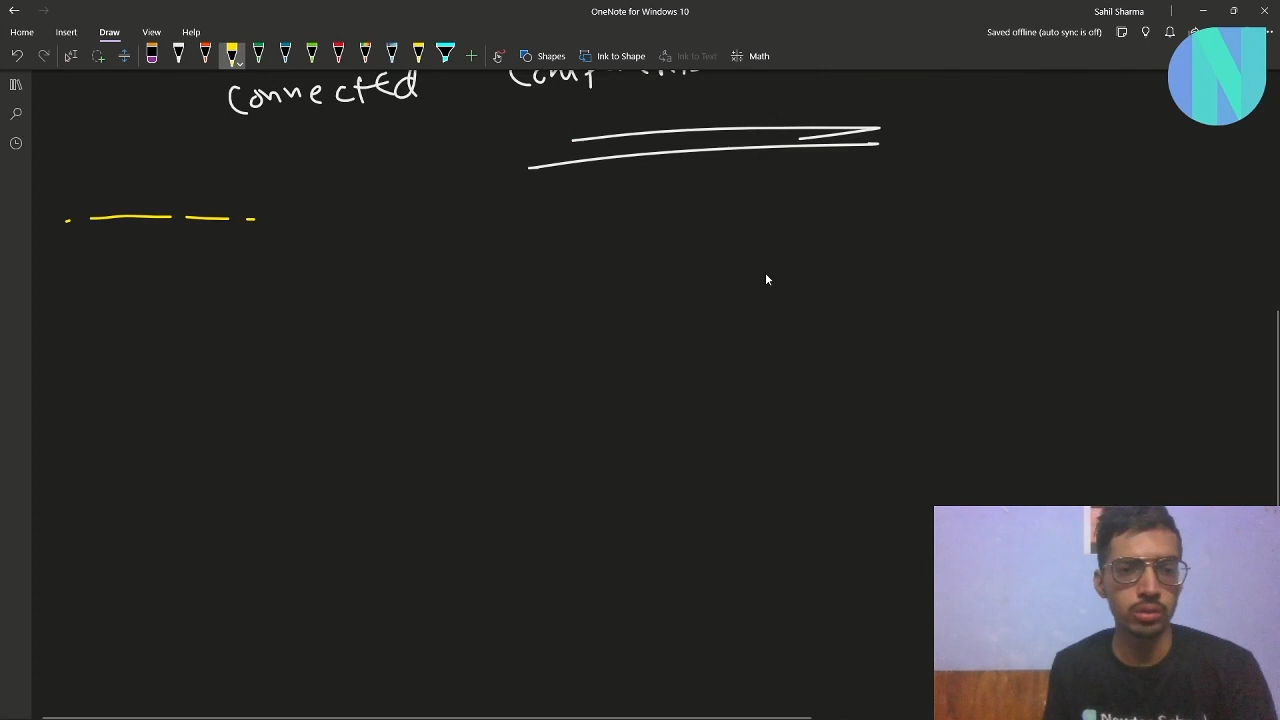 OneNote for Windows 10
Sahil Sharma
Home Insert Draw View Help
Saved offline (auto sync is off)
Shapes Ink to Shape Ink to Text Math
connected